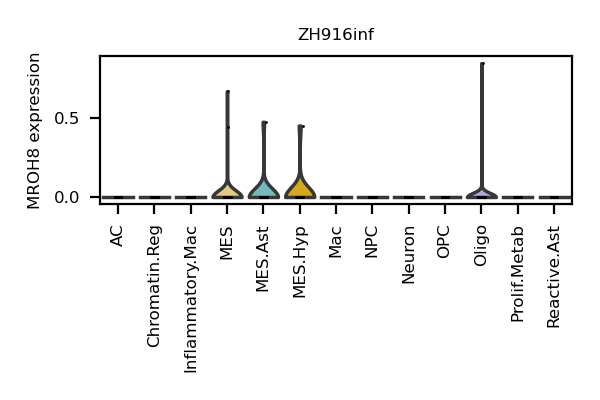 ZH916inf
MROH8 expression
0.5
0.0
AC
Chromatin.Reg
Inflammatory.Mac
MES
MES.Ast
MES.Hyp
Mac
NPC
Neuron
OPC
Oligo
Prolif.Metab
Reactive.Ast